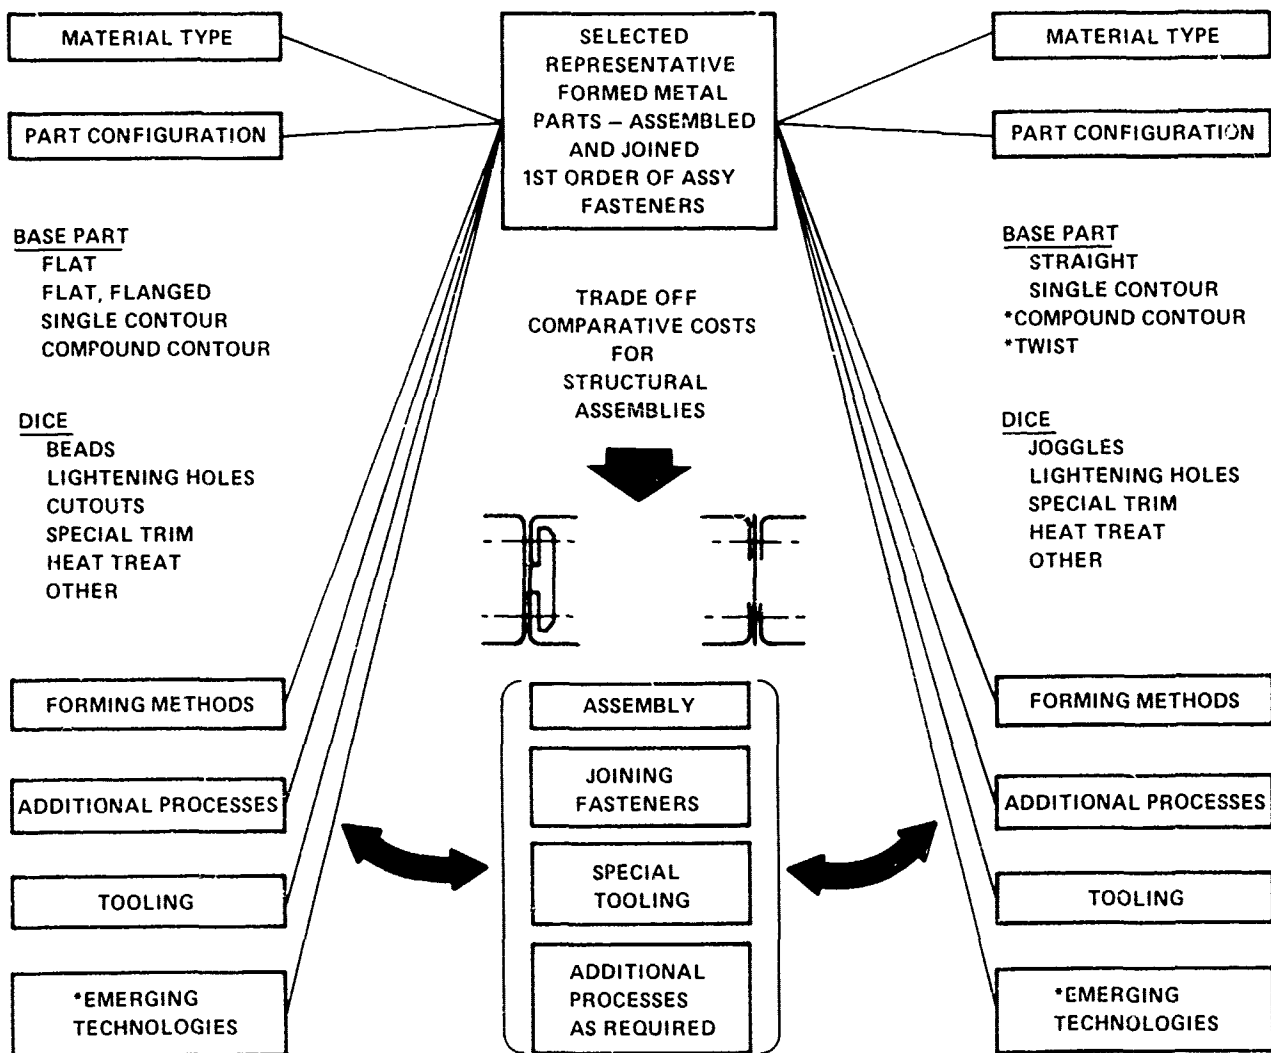 MATERIAL TYPE
PART CONFIGURATION
BASE PART
FLAT
FLAT, FLANGED
SINGLE CONTOUR
COMPOUND CONTOUR
DICE
BEADS
LIGHTENING HOLES
CUTOUTS
SPECIAL TRIM
HEAT TREAT
OTHER
FORMING METHODS
ADDITIONAL PROCESSES
TOOLING
*EMERGING
TECHNOLOGIES
SELECTED
REPRESENTATIVE
FORMED METAL
PARTS – ASSEMBLED
AND JOINED
1ST ORDER OF ASSY
FASTENERS
TRADE OFF
COMPARATIVE COSTS
FOR
STRUCTURAL
ASSEMBLIES
ASSEMBLY
JOINING
FASTENERS
SPECIAL
TOOLING
ADDITIONAL
PROCESSES
AS REQUIRED
MATERIAL TYPE
PART CONFIGURATION
BASE PART
STRAIGHT
SINGLE CONTOUR
*COMPOUND CONTOUR
*TWIST
DICE
JOGGLES
LIGHTENING HOLES
SPECIAL TRIM
HEAT TREAT
OTHER
FORMING METHODS
ADDITIONAL PROCESSES
TOOLING
*EMERGING
TECHNOLOGIES